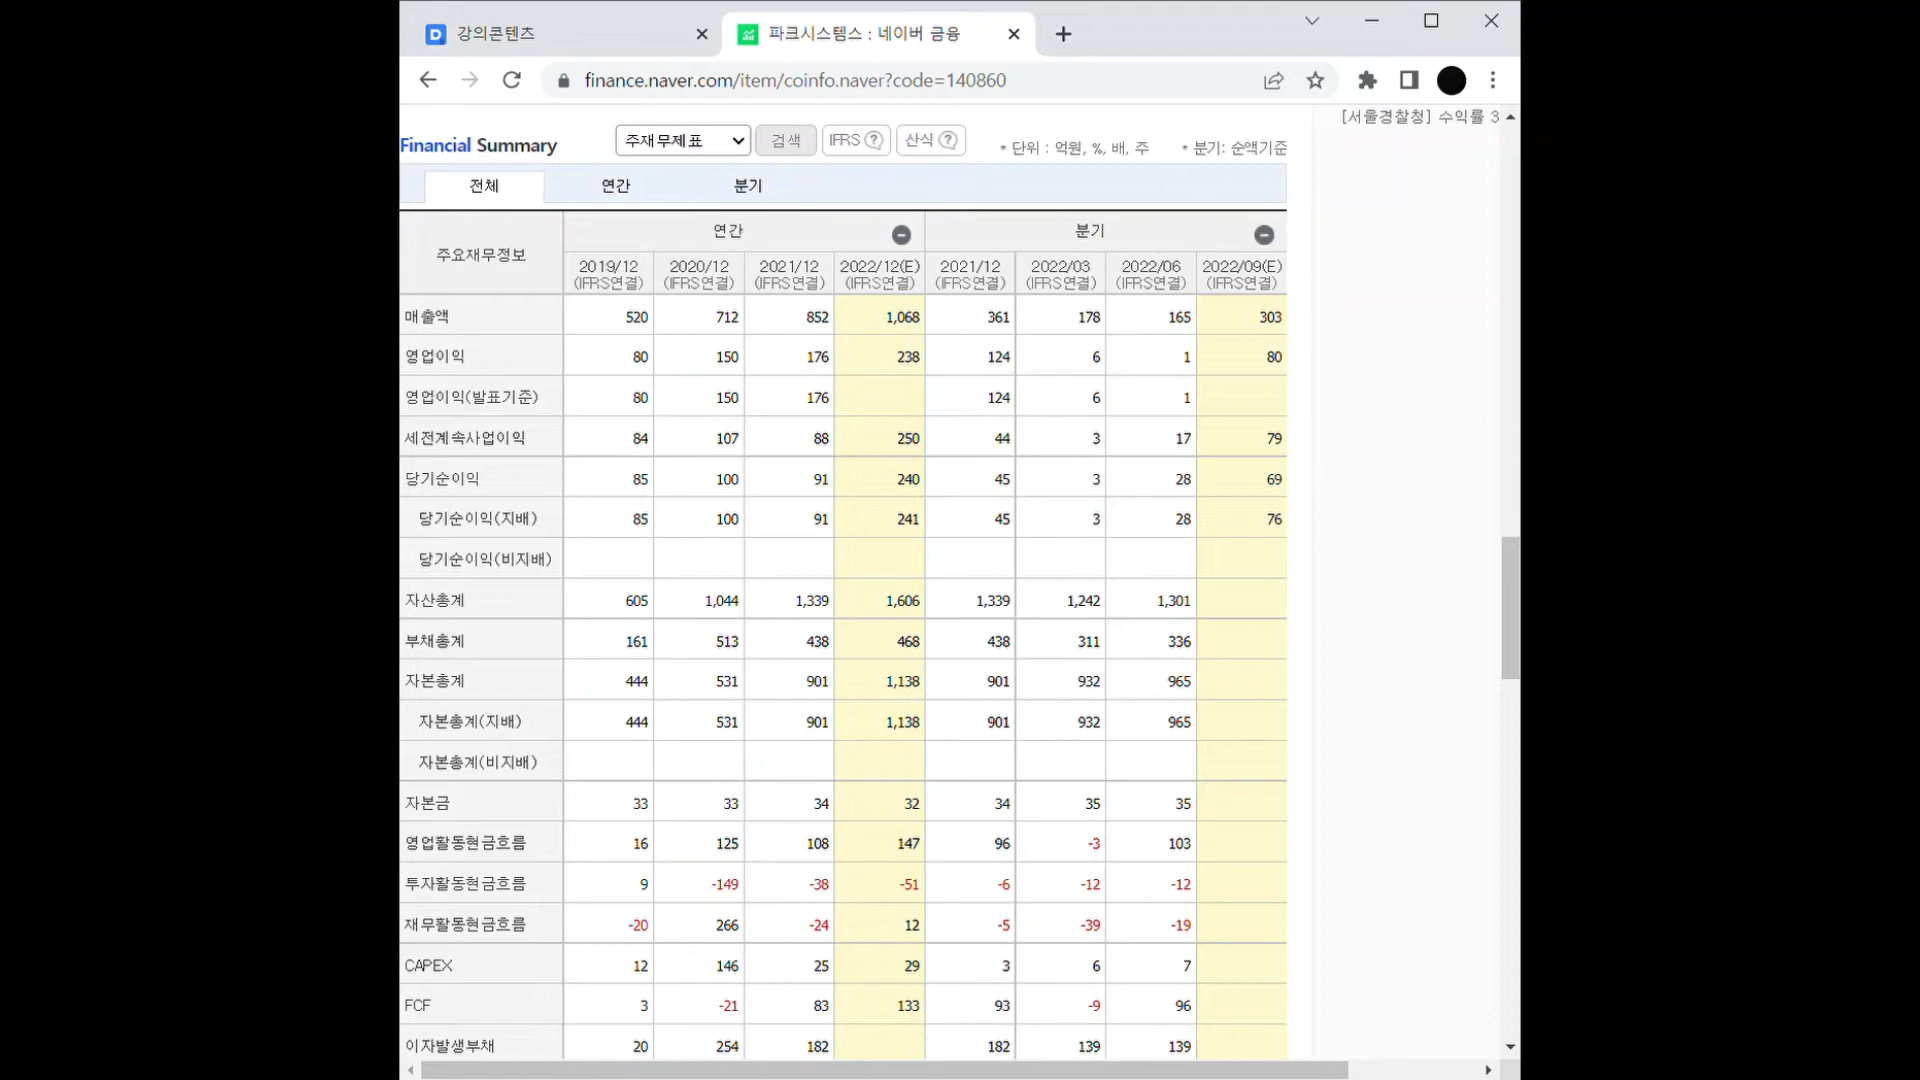 강의콘텐츠
파크시스템스 : 네이버 금융
finance.naver.com/item/coinfo.naver?code=140860
[서울경찰청] 수익률 3
Financial Summary 주재무제표 검색 IFRS ? 산식 ? * 단위 : 억원, %, 배, 주 * 분기: 순액기준
전체 연간 분기
주요재무정보 연간 분기
2019/12 2020/12 2021/12 2022/12(E) 2021/12 2022/03 2022/06 2022/09(E)
(IFRS연결) (IFRS연결) (IFRS연결) (IFRS연결) (IFRS연결) (IFRS연결) (IFRS연결) (IFRS연결)
매출액 520 712 852 1,068 361 178 165 303
영업이익 80 150 176 238 124 6 1 80
영업이익(발표기준) 80 150 176 124 6 1
세전계속사업이익 84 107 88 250 44 3 17 79
당기순이익 85 100 91 240 45 3 28 69
당기순이익(지배) 85 100 91 241 45 3 28 76
당기순이익(비지배)
자산총계 605 1,044 1,339 1,606 1,339 1,242 1,301
부채총계 161 513 438 468 438 311 336
자본총계 444 531 901 1,138 901 932 965
자본총계(지배) 444 531 901 1,138 901 932 965
자본총계(비지배)
자본금 33 33 34 32 34 35 35
영업활동현금흐름 16 125 108 147 96 -3 103
투자활동현금흐름 9 -149 -38 -51 -6 -12 -12
재무활동현금흐름 -20 266 -24 12 -5 -39 -19
CAPEX 12 146 25 29 3 6 7
FCF 3 -21 83 133 93 -9 96
이자발생부채 20 254 182 182 139 139